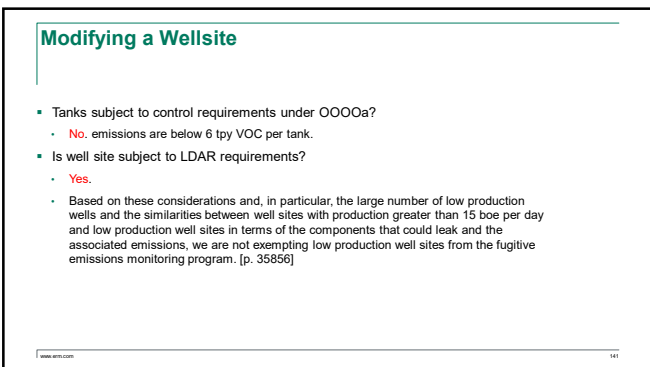 Modifying a Wellsite
▪ Tanks subject to control requirements under OOOOa?
• No. emissions are below 6 tpy VOC per tank.
▪ Is well site subject to LDAR requirements?
• Yes.
• Based on these considerations and, in particular, the large number of low production
wells and the similarities between well sites with production greater than 15 boe per day
and low production well sites in terms of the components that could leak and the
associated emissions, we are not exempting low production well sites from the fugitive
emissions monitoring program. [p. 35856]
www.erm.com
141